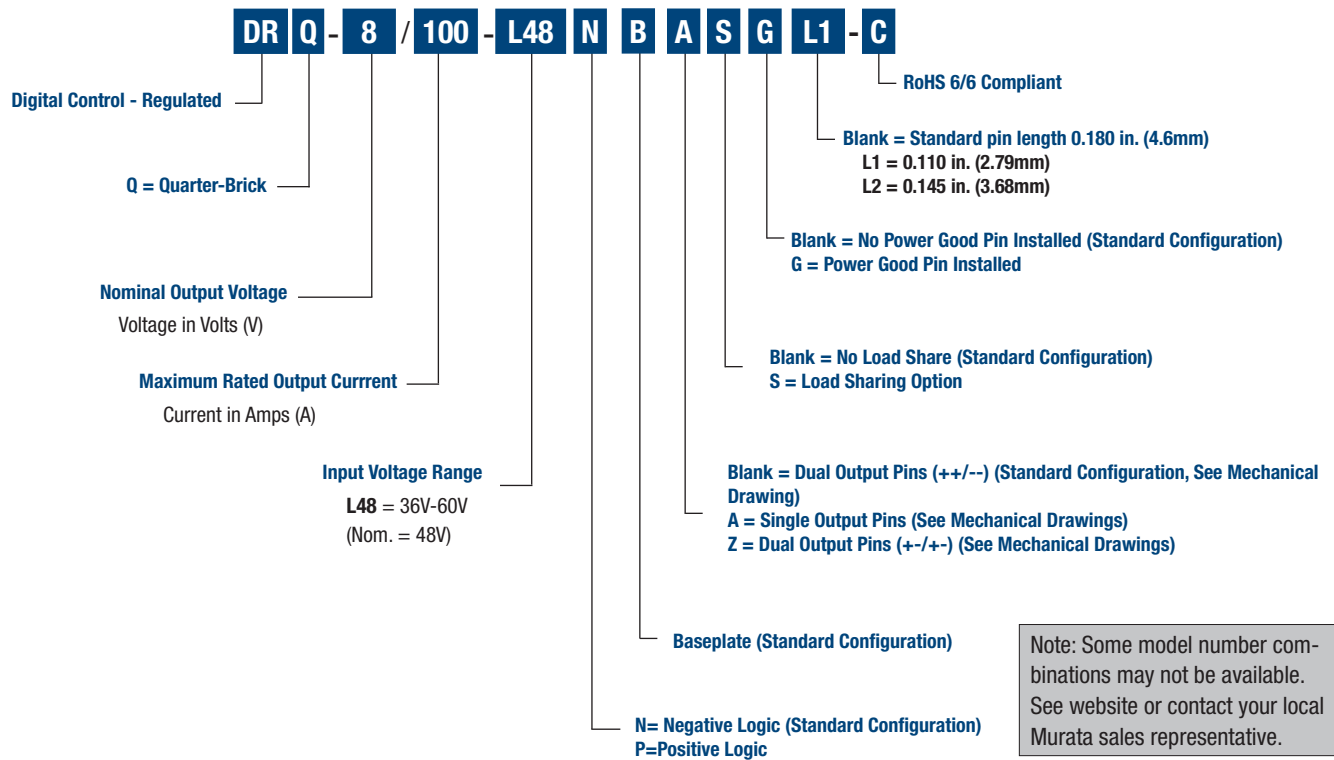 DR Q - 8 / 100 - L48 N B A S G L1 - C
RoHS 6/6 Compliant
Digital Control - Regulated
Blank = Standard pin length 0.180 in. (4.6mm)
L1 = 0.110 in. (2.79mm)
L2 = 0.145 in. (3.68mm)
Q = Quarter-Brick
Blank = No Power Good Pin Installed (Standard Configuration)
G = Power Good Pin Installed
Nominal Output Voltage
Voltage in Volts (V)
Blank = No Load Share (Standard Configuration)
S = Load Sharing Option
Maximum Rated Output Currrent
Current in Amps (A)
Input Voltage Range
L48 = 36V-60V
(Nom. = 48V)
Blank = Dual Output Pins (++/--) (Standard Configuration, See Mechanical
Drawing)
A = Single Output Pins (See Mechanical Drawings)
Z = Dual Output Pins (+-/+-) (See Mechanical Drawings)
Baseplate (Standard Configuration)
N= Negative Logic (Standard Configuration)
P=Positive Logic
Note: Some model number com-
binations may not be available.
See website or contact your local
Murata sales representative.